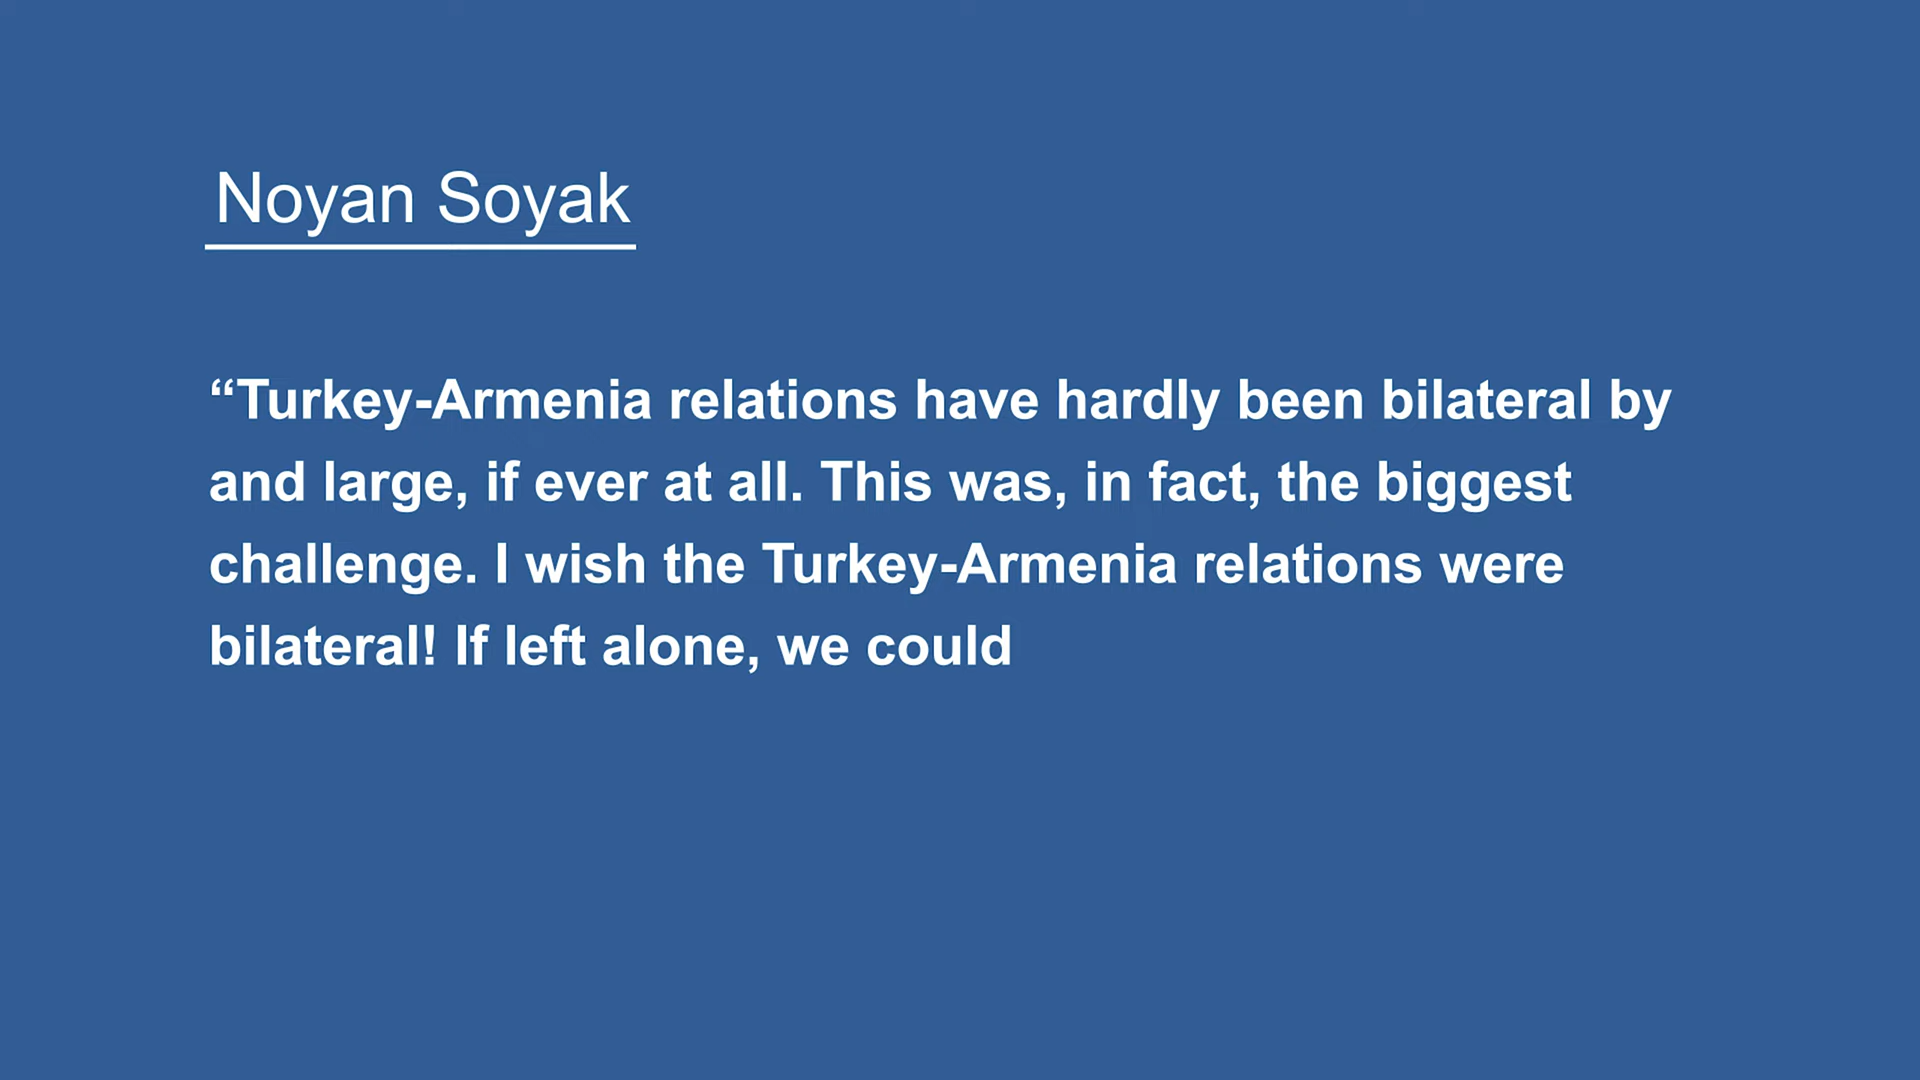 Noyan Soyak
“Turkey-Armenia relations have hardly been bilateral by
and large, if ever at all. This was, in fact, the biggest
challenge. I wish the Turkey-Armenia relations were
bilateral! If left alone, we could